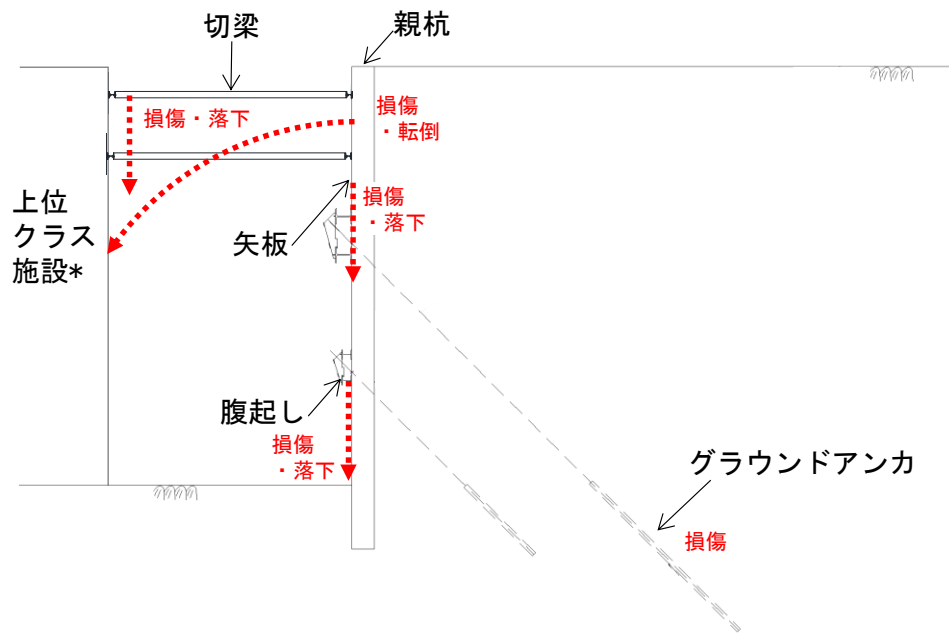 切梁
親杭
損傷・落下
損傷
・転倒
損傷
・落下
上位
クラス
施設*
矢板
腹起し
損傷
・落下
グラウンドアンカ
損傷